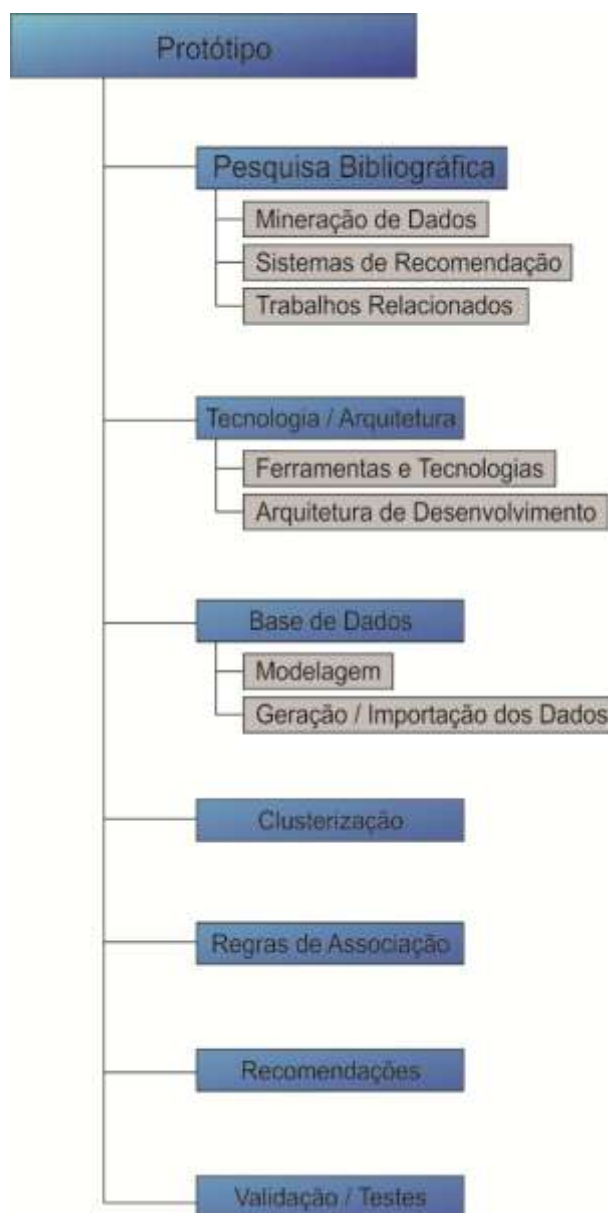 Protótipo
Pesquisa Bibliográfica
Mineração de Dados
Sistemas de Recomendação
Trabalhos Relacionados
Tecnologia / Arquitetura
Ferramentas e Tecnologias
Arquitetura de Desenvolvimento
Base de Dados
Modelagem
Geração / Importação dos Dados
Clusterização
Regras de Associação
Recomendações
Validação / Testes